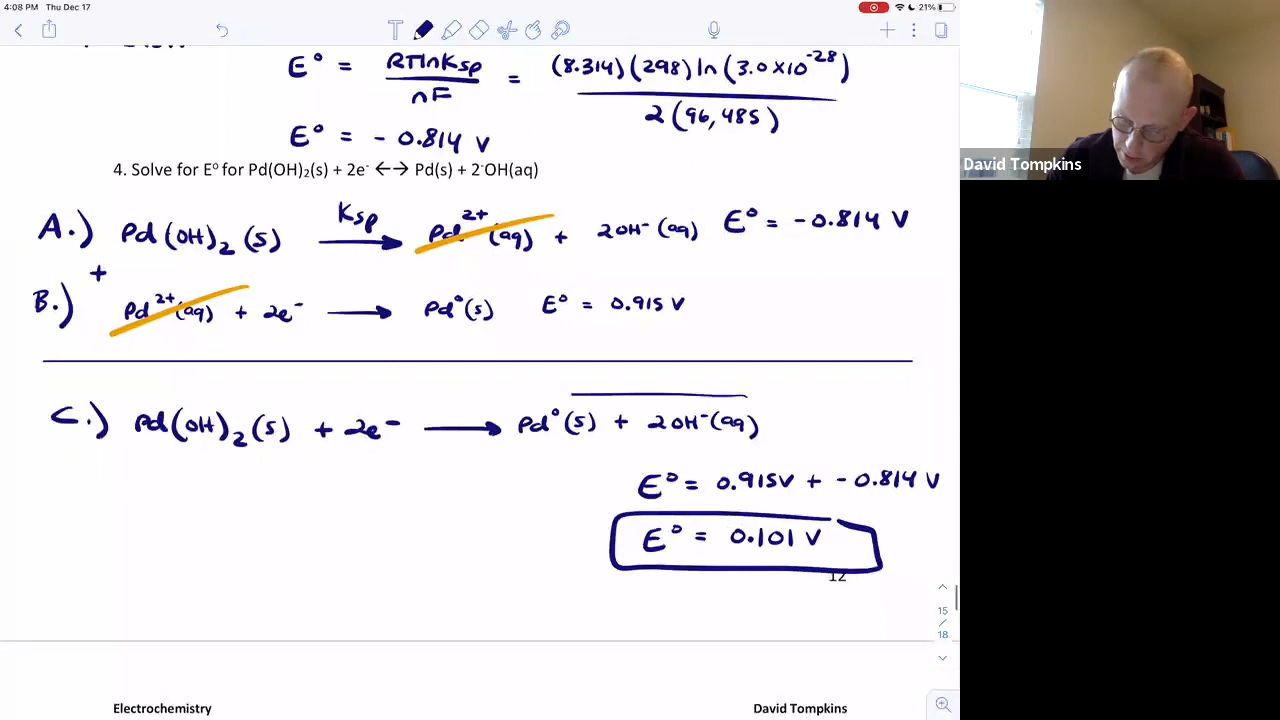 4:08 PM Thu Dec 17
21%
E° = RTlnKsp / nF = (8.314)(298)ln(3.0×10⁻²⁸) / 2(96,485)
E° = - 0.814 V
4. Solve for E⁰ for Pd(OH)₂(s) + 2e⁻ ←→ Pd(s) + 2⁻OH(aq)
David Tompkins
A.) Pd(OH)₂(s) Ksp → Pd²⁺(aq) + 2OH⁻(aq) E° = -0.814 V
+
B.) Pd²⁺(aq) + 2e⁻ → Pd°(s) E° = 0.915 V
C.) Pd(OH)₂(s) + 2e⁻ → Pd°(s) + 2OH⁻(aq)
E° = 0.915V + -0.814 V
E° = 0.101 V
12
15
/
18
Electrochemistry David Tompkins